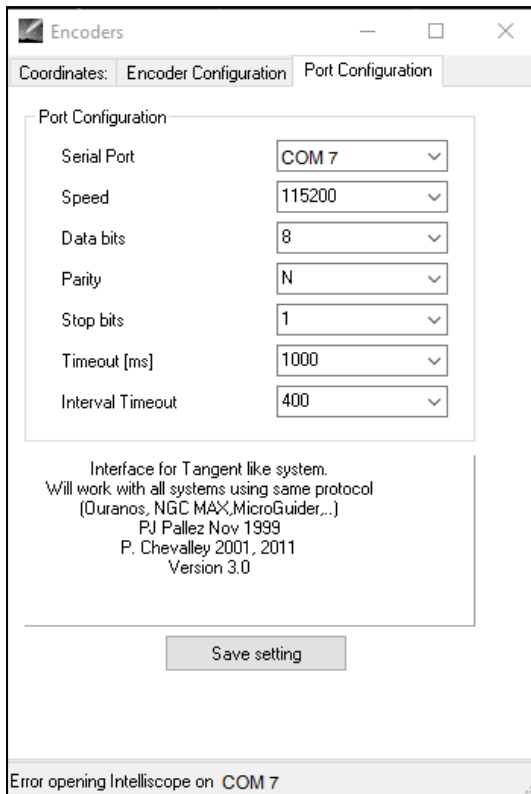 Encoders
Coordinates: Encoder Configuration Port Configuration
Port Configuration
Serial Port COM 7
Speed 115200
Data bits 8
Parity N
Stop bits 1
Timeout [ms] 1000
Interval Timeout 400
Interface for Tangent like system.
Will work with all systems using same protocol
(Ouranos, NGC MAX,MicroGuider,..)
PJ Pallez Nov 1999
P. Chevalley 2001, 2011
Version 3.0
Save setting
Error opening Intelliscope on COM 7